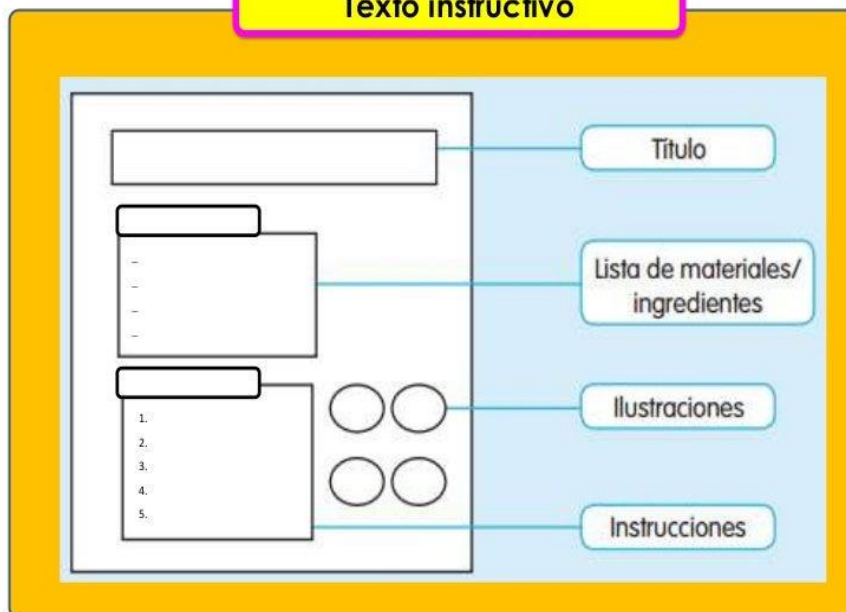 Texto instructivo
Título
–
–
–
–
Lista de materiales/
ingredientes
1.
2.
3.
4.
5.
Ilustraciones
Instrucciones